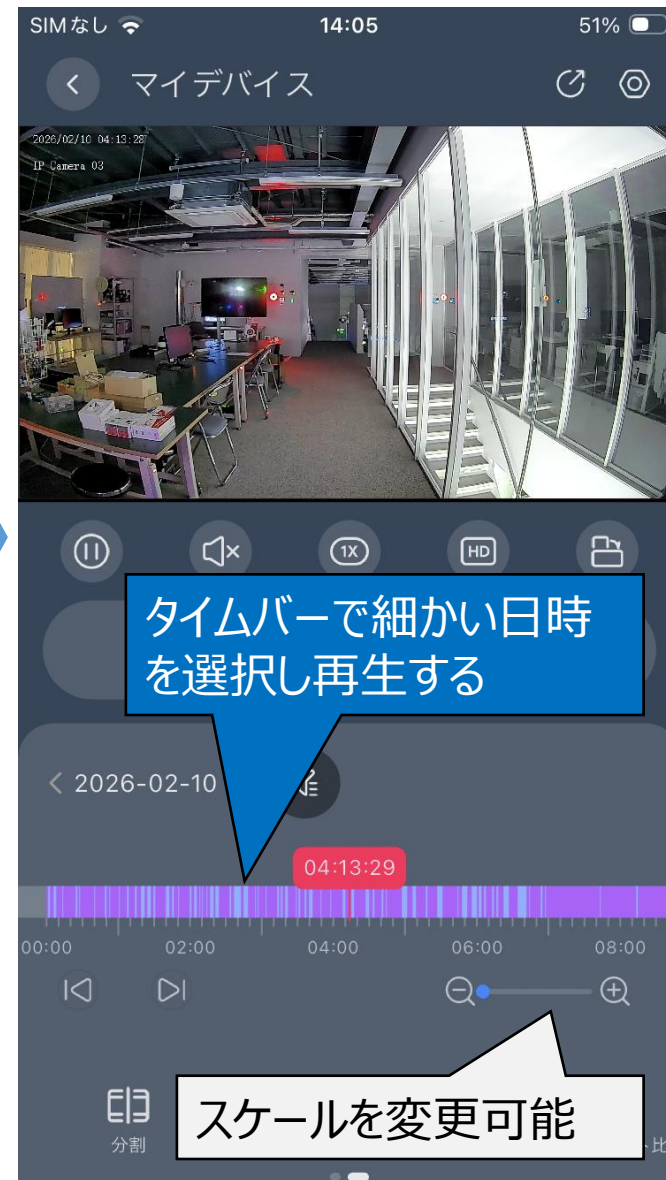 SIMなし 14:05 51%
マイデバイス
2026/02/10 04:13:28
IP Camera 03
1X HD
タイムバーで細かい日時
を選択し再生する
2026-02-10
04:13:29
00:00 02:00 04:00 06:00 08:00
スケールを変更可能
分割
ト比